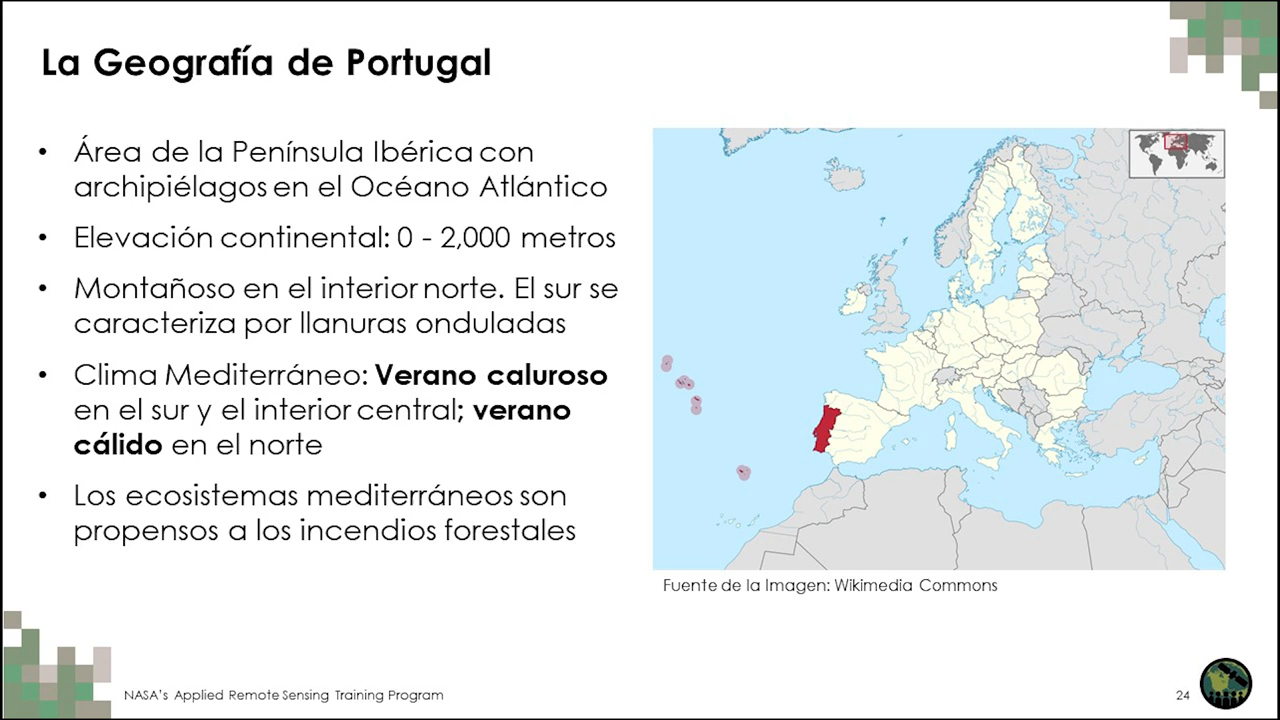 La Geografía de Portugal
• Área de la Península Ibérica con
archipiélagos en el Océano Atlántico
• Elevación continental: 0 - 2,000 metros
• Montañoso en el interior norte. El sur se
caracteriza por llanuras onduladas
• Clima Mediterráneo: Verano caluroso
en el sur y el interior central; verano
cálido en el norte
• Los ecosistemas mediterráneos son
propensos a los incendios forestales
Fuente de la Imagen: Wikimedia Commons
NASA's Applied Remote Sensing Training Program
24